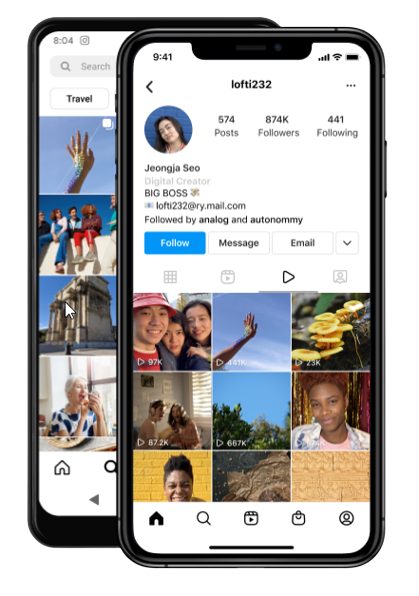 8:04
Search
Travel
9:41
lofti232
574
874K
441
Posts
Followers
Following
Jeongja Seo
Digital Creator
BIG BOSS
lofti232@ry.mail.com
Followed by analog and autonommy
Follow
Message
Email
97K
441K
23K
87.2K
667K